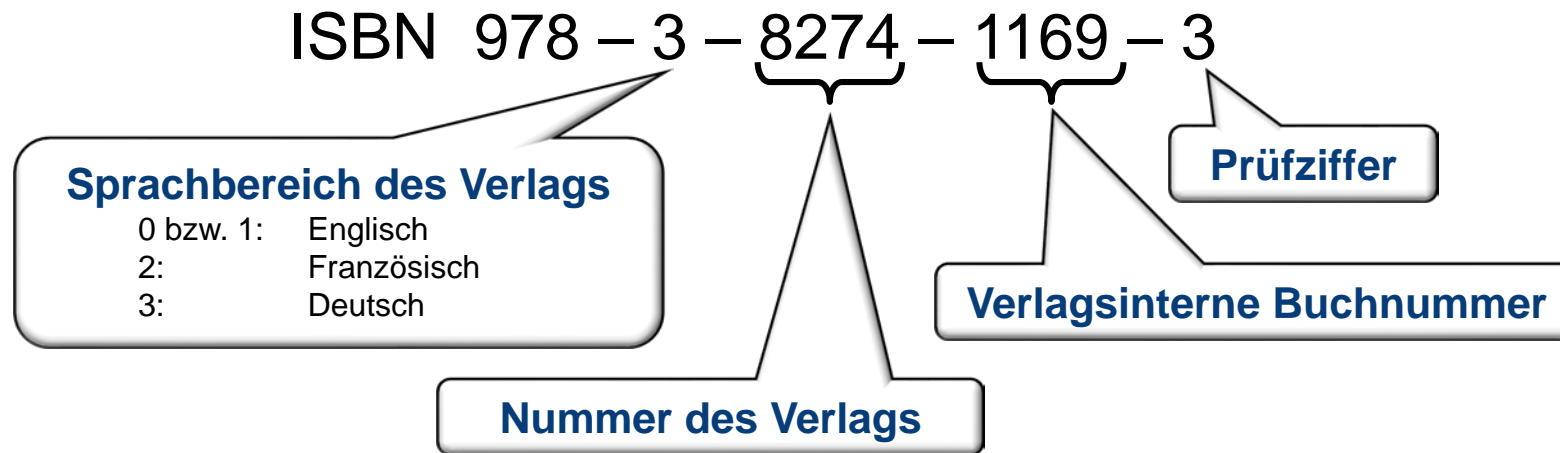 ISBN 978 – 3 – 8274 – 1169 – 3
Sprachbereich des Verlags
0 bzw. 1: Englisch
2: Französisch
3: Deutsch
Prüfziffer
Verlagsinterne Buchnummer
Nummer des Verlags